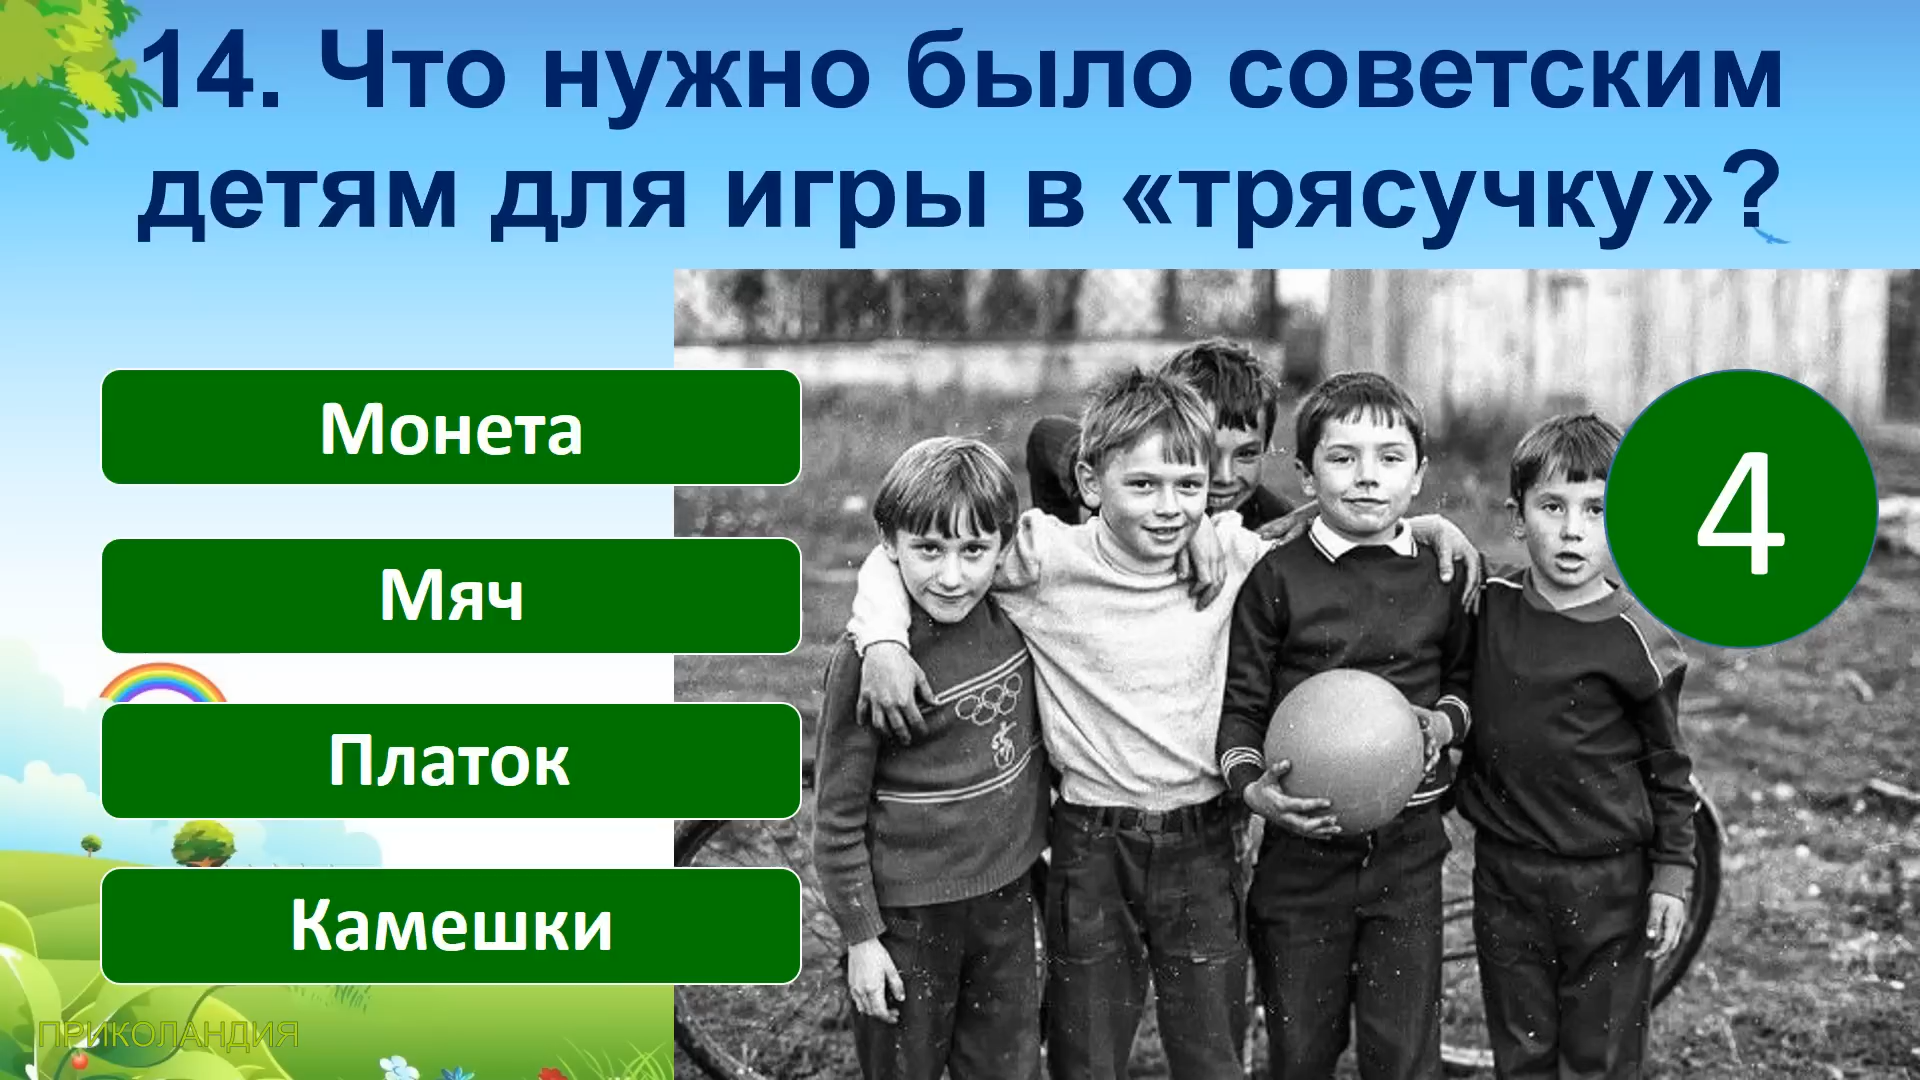 14. Что нужно было советским
детям для игры в «трясучку»?
Монета
4
Мяч
Платок
Камешки
ПРИКОЛАНДИЯ